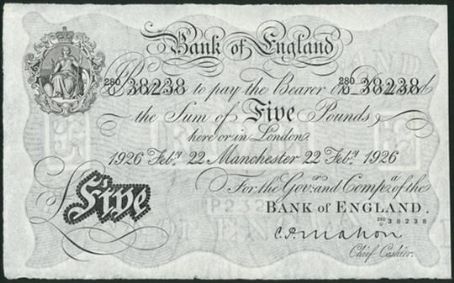 Bank of England
280/C 38238 to pay the Bearer on Demand 280/C 38238
the Sum of Five Pounds
here or in London
1926 Feby. 22 Manchester 22 Feby. 1926
For the Govr. and Compa. of the
BANK of ENGLAND.
Five
280/C 38238
C.P. Mahon
Chief Cashier.